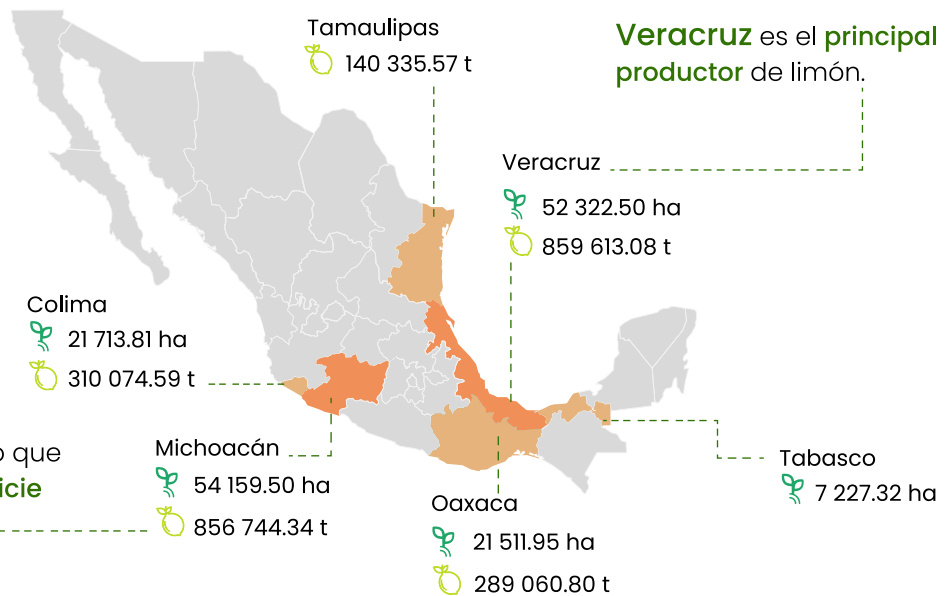 Tamaulipas
140 335.57 t
Veracruz es el principal
productor de limón.
Veracruz
52 322.50 ha
859 613.08 t
Colima
21 713.81 ha
310 074.59 t
que
Michoacán
54 159.50 ha
856 744.34 t
Oaxaca
21 511.95 ha
289 060.80 t
Tabasco
7 227.32 ha